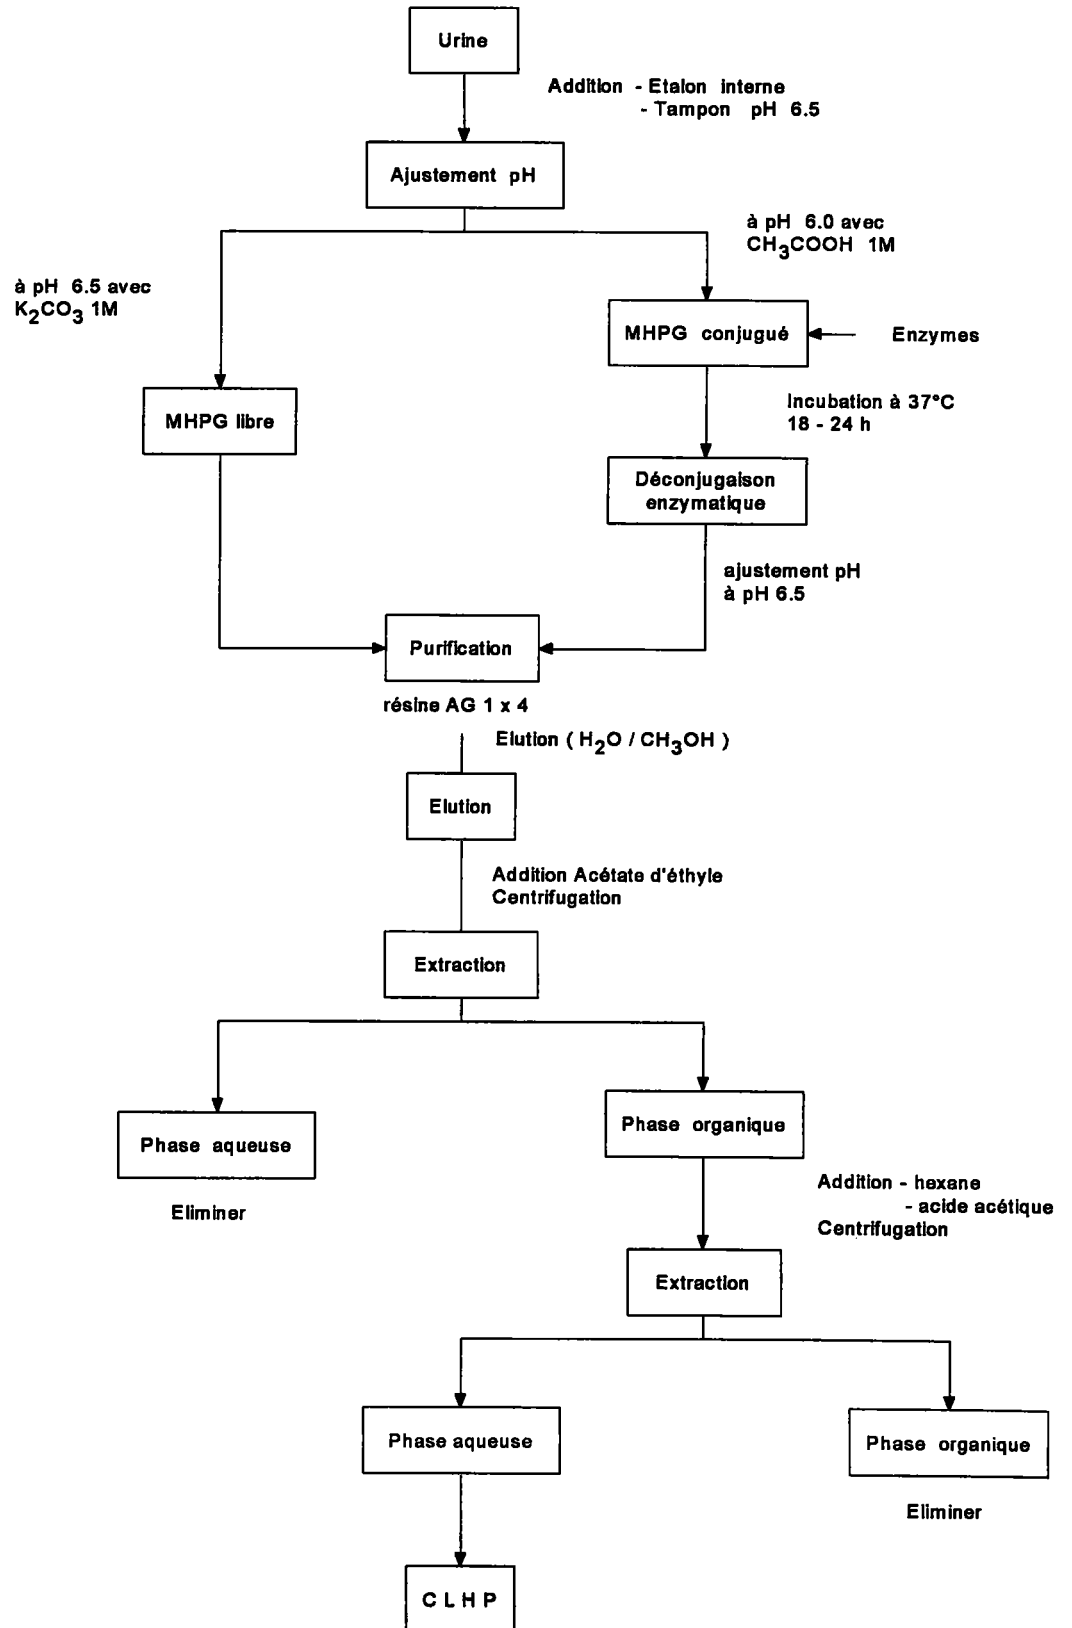 Urine
Addition - Etalon interne
- Tampon pH 6.5
Ajustement pH
à pH 6.0 avec
CH3COOH 1M
à pH 6.5 avec
K2CO3 1M
MHPG conjugué
Enzymes
MHPG libre
Incubation à 37°C
18 - 24 h
Déconjugaison
enzymatique
ajustement pH
à pH 6.5
Purification
résine AG 1 x 4
Elution ( H2O / CH3OH )
Elution
Addition Acétate d'éthyle
Centrifugation
Extraction
Phase aqueuse
Eliminer
Phase organique
Addition - hexane
- acide acétique
Centrifugation
Extraction
Phase aqueuse
Phase organique
Eliminer
C L H P